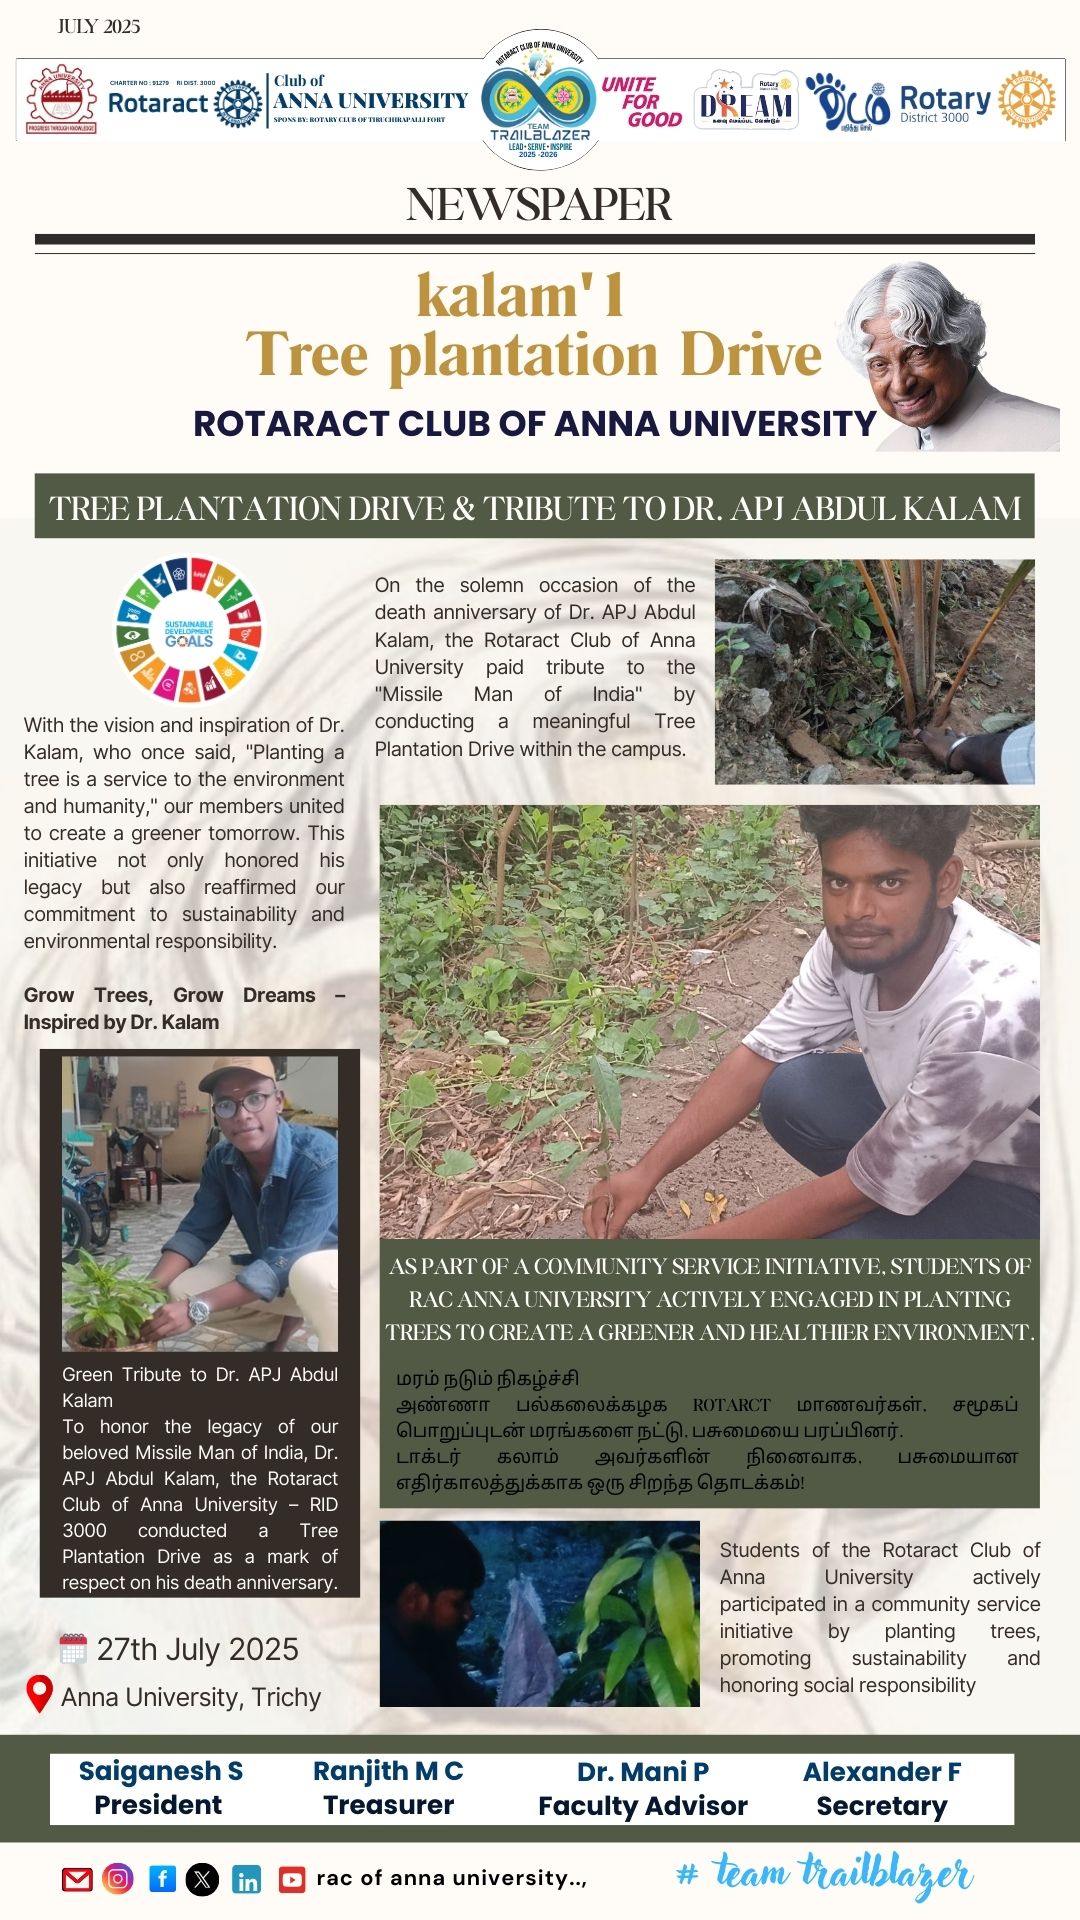 JULY 2025
ANNA UNIVERSITY
PROGRESS THROUGH KNOWLEDGE
CHARTER NO : 91279 RI DIST. 3000
Rotaract
Club of
ANNA UNIVERSITY
SPONS BY: ROTARY CLUB OF TIRUCHIRAPALLI FORT
ROTARACT CLUB OF ANNA UNIVERSITY
TEAM
TRAILBLAZER
LEAD • SERVE • INSPIRE
2025 -2026
UNITE
FOR
GOOD
Rotary
DREAM
கனவு மெய்ப்பட வேண்டும்
தடம்
பதித்து செல்
Rotary
District 3000
NEWSPAPER
kalam' 1
Tree plantation Drive
ROTARACT CLUB OF ANNA UNIVERSITY
TREE PLANTATION DRIVE & TRIBUTE TO DR. APJ ABDUL KALAM
SUSTAINABLE
DEVELOPMENT
GOALS
With the vision and inspiration of Dr.
Kalam, who once said, "Planting a
tree is a service to the environment
and humanity," our members united
to create a greener tomorrow. This
initiative not only honored his
legacy but also reaffirmed our
commitment to sustainability and
environmental responsibility.
Grow Trees, Grow Dreams –
Inspired by Dr. Kalam
On the solemn occasion of the
death anniversary of Dr. APJ Abdul
Kalam, the Rotaract Club of Anna
University paid tribute to the
"Missile Man of India" by
conducting a meaningful Tree
Plantation Drive within the campus.
Green Tribute to Dr. APJ Abdul
Kalam
To honor the legacy of our
beloved Missile Man of India, Dr.
APJ Abdul Kalam, the Rotaract
Club of Anna University – RID
3000 conducted a Tree
Plantation Drive as a mark of
respect on his death anniversary.
AS PART OF A COMMUNITY SERVICE INITIATIVE, STUDENTS OF
RAC ANNA UNIVERSITY ACTIVELY ENGAGED IN PLANTING
TREES TO CREATE A GREENER AND HEALTHIER ENVIRONMENT.
மரம் நடும் நிகழ்ச்சி
அண்ணா பல்கலைக்கழக ROTARCT மாணவர்கள், சமூகப்
பொறுப்புடன் மரங்களை நட்டு, பசுமையை பரப்பினர்.
டாக்டர் கலாம் அவர்களின் நினைவாக, பசுமையான
எதிர்காலத்துக்காக ஒரு சிறந்த தொடக்கம்!
Students of the Rotaract Club of
Anna University actively
participated in a community service
initiative by planting trees,
promoting sustainability and
honoring social responsibility
27th July 2025
Anna University, Trichy
Saiganesh S
President
Ranjith M C
Treasurer
Dr. Mani P
Faculty Advisor
Alexander F
Secretary
rac of anna university..,
# team trailblazer